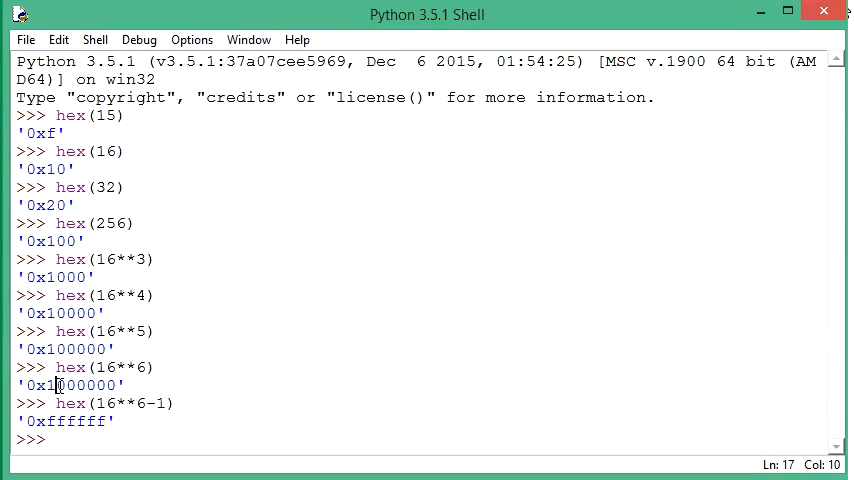 Python 3.5.1 Shell
File Edit Shell Debug Options Window Help
Python 3.5.1 (v3.5.1:37a07cee5969, Dec  6 2015, 01:54:25) [MSC v.1900 64 bit (AM
D64)] on win32
Type "copyright", "credits" or "license()" for more information.
>>> hex(15)
'0xf'
>>> hex(16)
'0x10'
>>> hex(32)
'0x20'
>>> hex(256)
'0x100'
>>> hex(16**3)
'0x1000'
>>> hex(16**4)
'0x10000'
>>> hex(16**5)
'0x100000'
>>> hex(16**6)
'0x1000000'
>>> hex(16**6-1)
'0xffffff'
>>>
Ln: 17 Col: 10